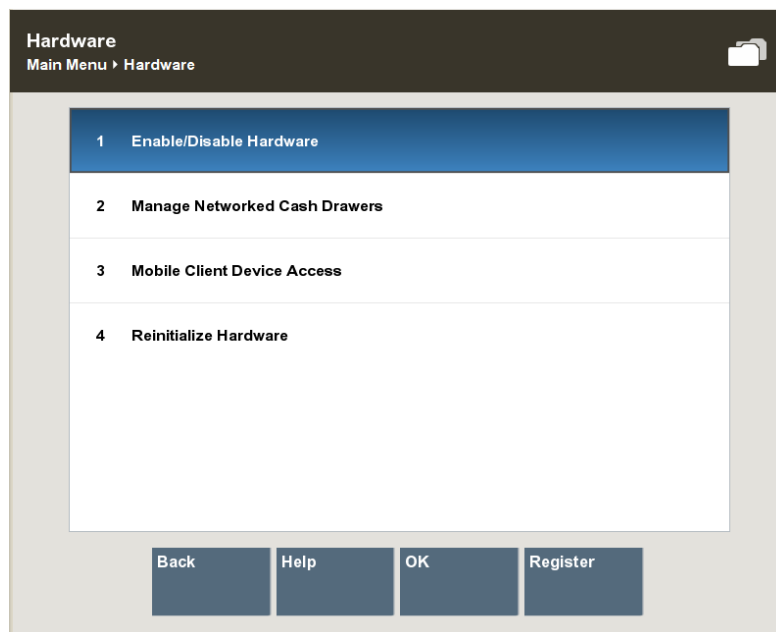 Hardware
Main Menu ▸ Hardware
1 Enable/Disable Hardware
2 Manage Networked Cash Drawers
3 Mobile Client Device Access
4 Reinitialize Hardware
Back Help OK Register